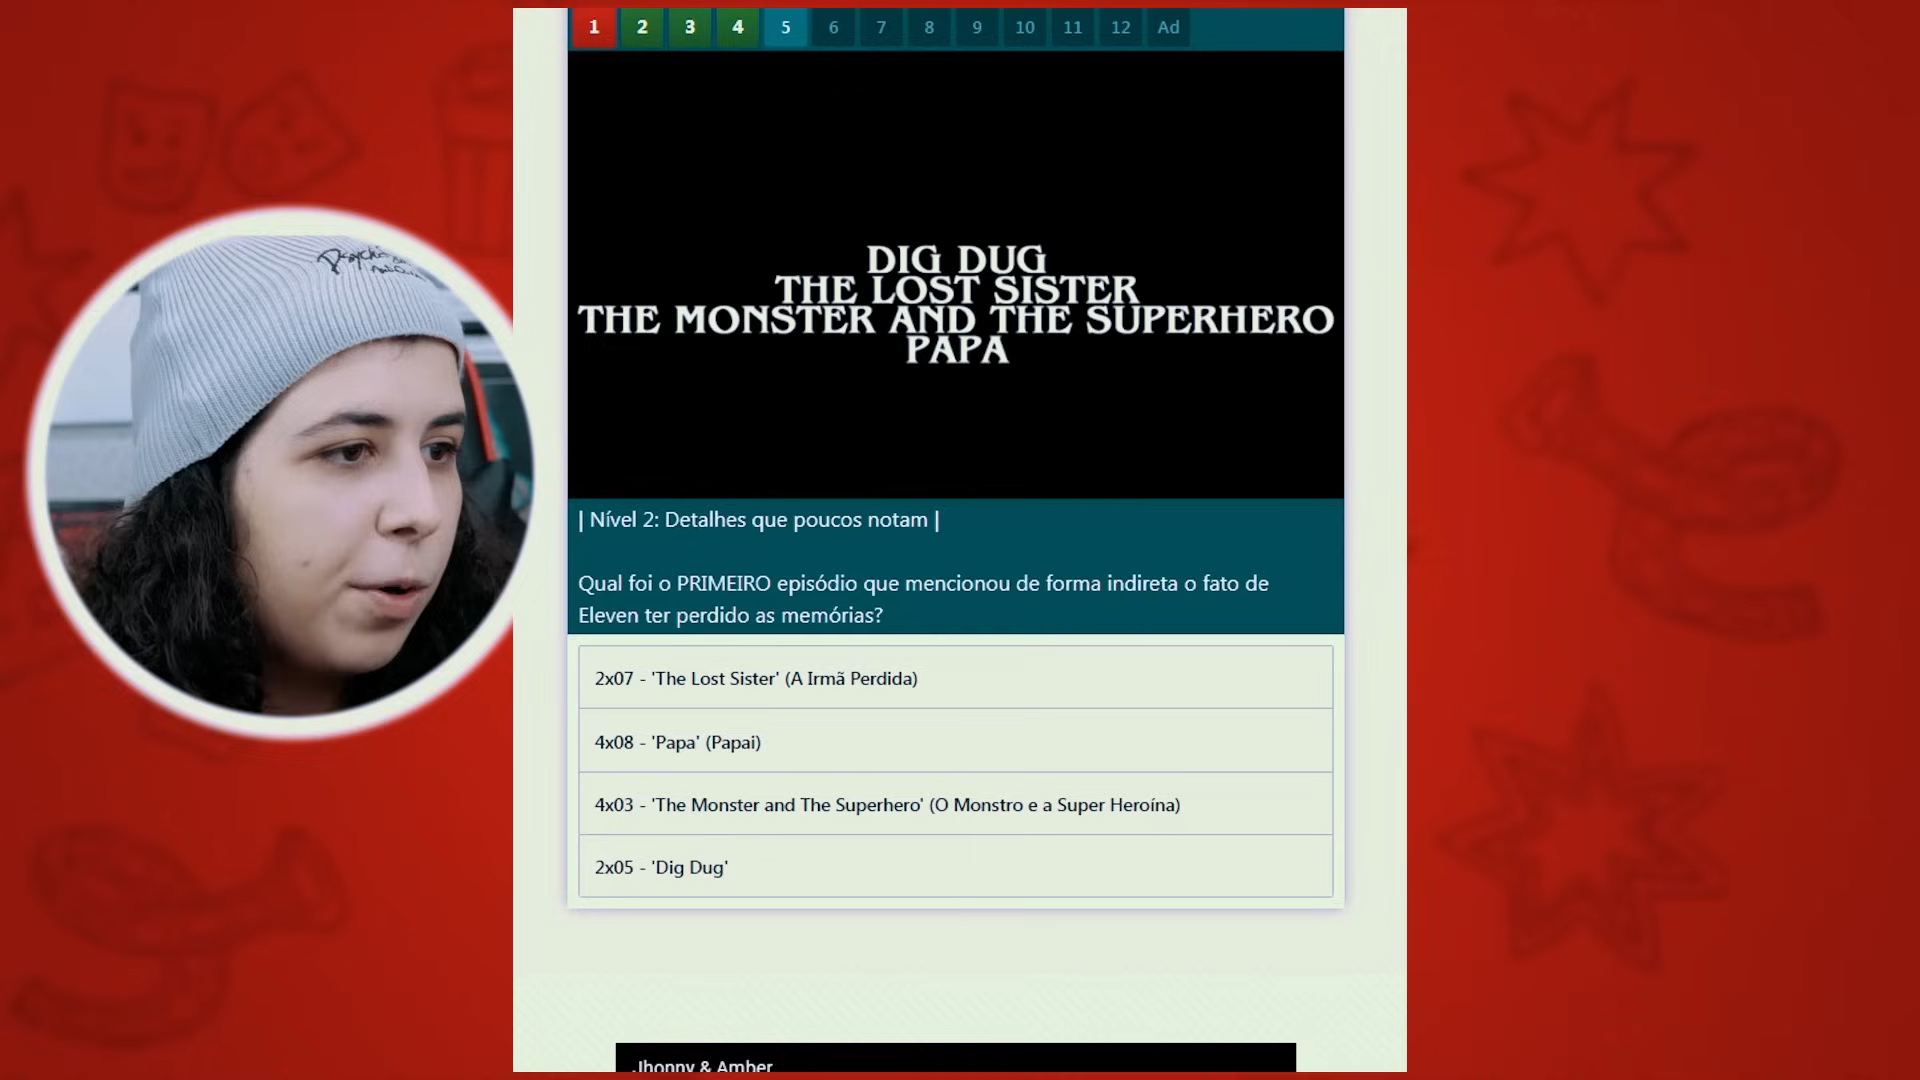 1 2 3 4 5 6 7 8 9 10 11 12 Ad
DIG DUG
THE LOST SISTER
THE MONSTER AND THE SUPERHERO
PAPA
| Nível 2: Detalhes que poucos notam |
Qual foi o PRIMEIRO episódio que mencionou de forma indireta o fato de
Eleven ter perdido as memórias?
2x07 - 'The Lost Sister' (A Irmã Perdida)
4x08 - 'Papa' (Papai)
4x03 - 'The Monster and The Superhero' (O Monstro e a Super Heroína)
2x05 - 'Dig Dug'
Jhonny & Amber